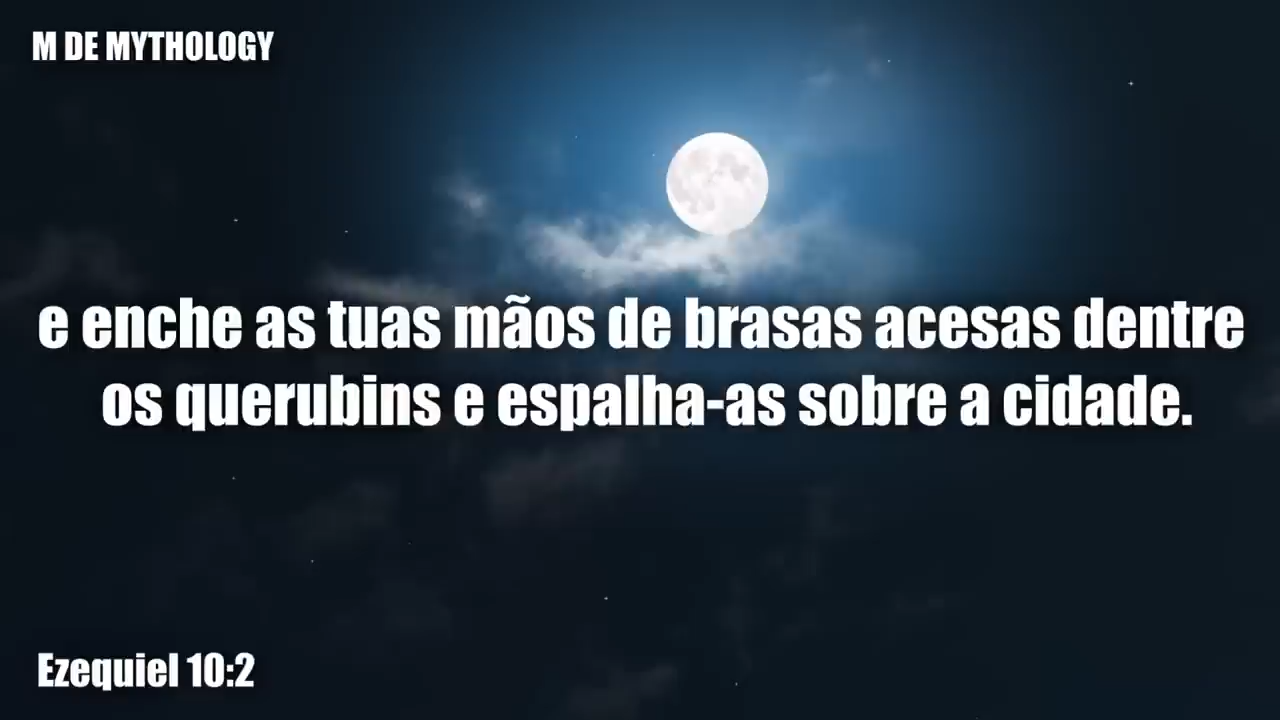 M DE MYTHOLOGY
e enche as tuas mãos de brasas acesas dentre
os querubins e espalha-as sobre a cidade.
Ezequiel 10:2